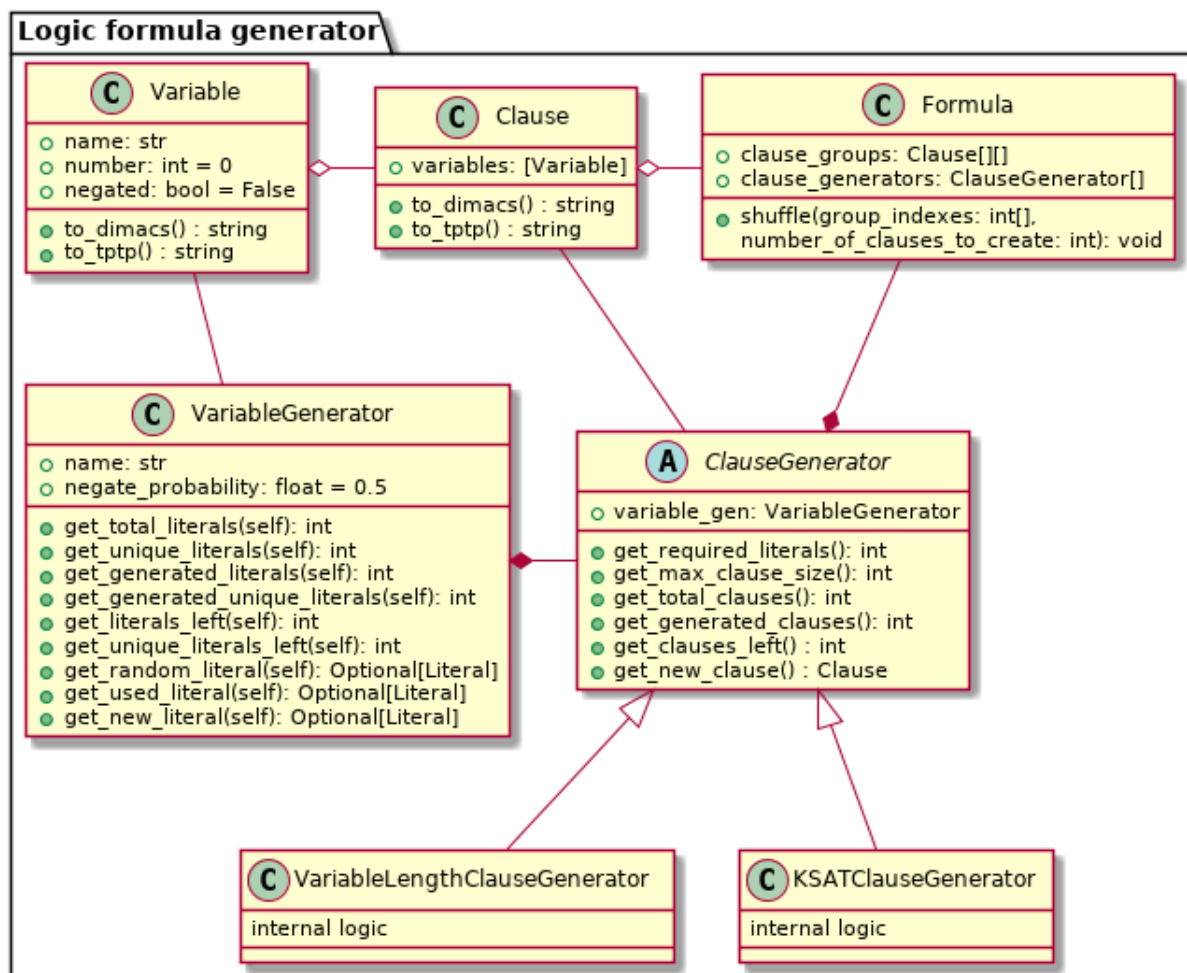 Logic formula generator
C Variable
name: str
number: int = 0
negated: bool = False
to_dimacs() : string
to_tptp() : string
C Clause
variables: [Variable]
to_dimacs() : string
to_tptp() : string
C Formula
clause_groups: Clause[][]
clause_generators: ClauseGenerator[]
shuffle(group_indexes: int[],
number_of_clauses_to_create: int): void
C VariableGenerator
name: str
negate_probability: float = 0.5
get_total_literals(self): int
get_unique_literals(self): int
get_generated_literals(self): int
get_generated_unique_literals(self): int
get_literals_left(self): int
get_unique_literals_left(self): int
get_random_literal(self): Optional[Literal]
get_used_literal(self): Optional[Literal]
get_new_literal(self): Optional[Literal]
A ClauseGenerator
variable_gen: VariableGenerator
get_required_literals(): int
get_max_clause_size(): int
get_total_clauses(): int
get_generated_clauses(): int
get_clauses_left() : int
get_new_clause() : Clause
C VariableLengthClauseGenerator
internal logic
C KSATClauseGenerator
internal logic